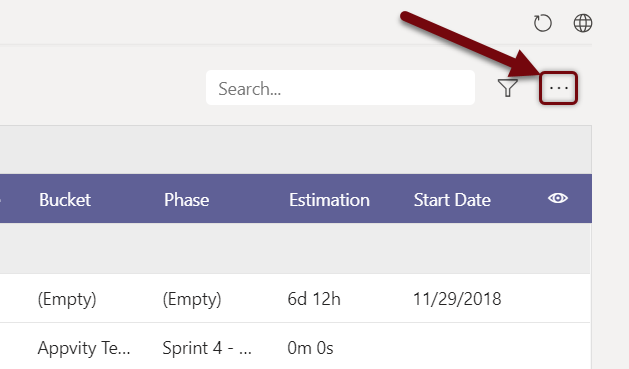 Search...
...
Bucket Phase Estimation Start Date
(Empty) (Empty) 6d 12h 11/29/2018
Appvity Te... Sprint 4 - ... 0m 0s